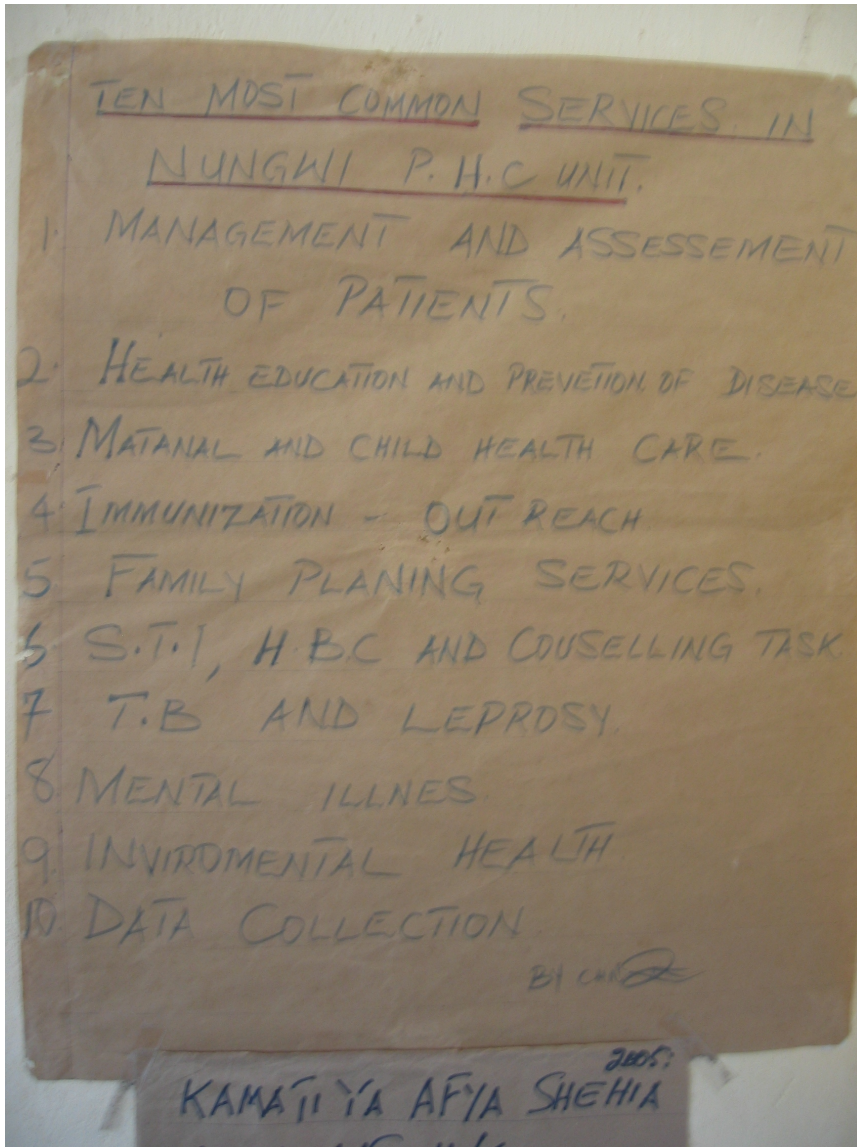 TEN MOST COMMON SERVICES. IN
NUNGWI P.H.C UNIT.
1. MANAGEMENT AND ASSESSEMENT
OF PATIENTS.
2. HEALTH EDUCATION AND PREVETION OF DISEASE
3. MATANAL AND CHILD HEALTH CARE.
4. IMMUNIZATION - OUT REACH
5 FAMILY PLANING SERVICES.
6 S.T.I, H.B.C AND COUSELLING TASK.
7 T.B AND LEPROSY.
8 MENTAL ILLNES
9. INVIROMENTAL HEALTH.
10 DATA COLLECTION
BY
2005:
KAMATI YA AFYA SHEHIA